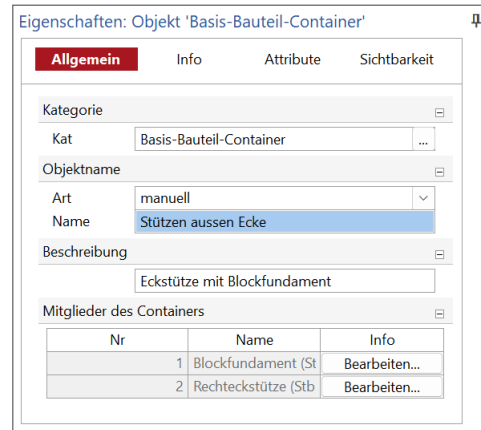 Eigenschaften: Objekt 'Basis-Bauteil-Container'
Allgemein Info Attribute Sichtbarkeit
Kategorie
Kat Basis-Bauteil-Container ...
Objektname
Art manuell
Name Stützen aussen Ecke
Beschreibung
Eckstütze mit Blockfundament
Mitglieder des Containers
Nr Name Info
1 Blockfundament (St Bearbeiten...
2 Rechteckstütze (Stb Bearbeiten...